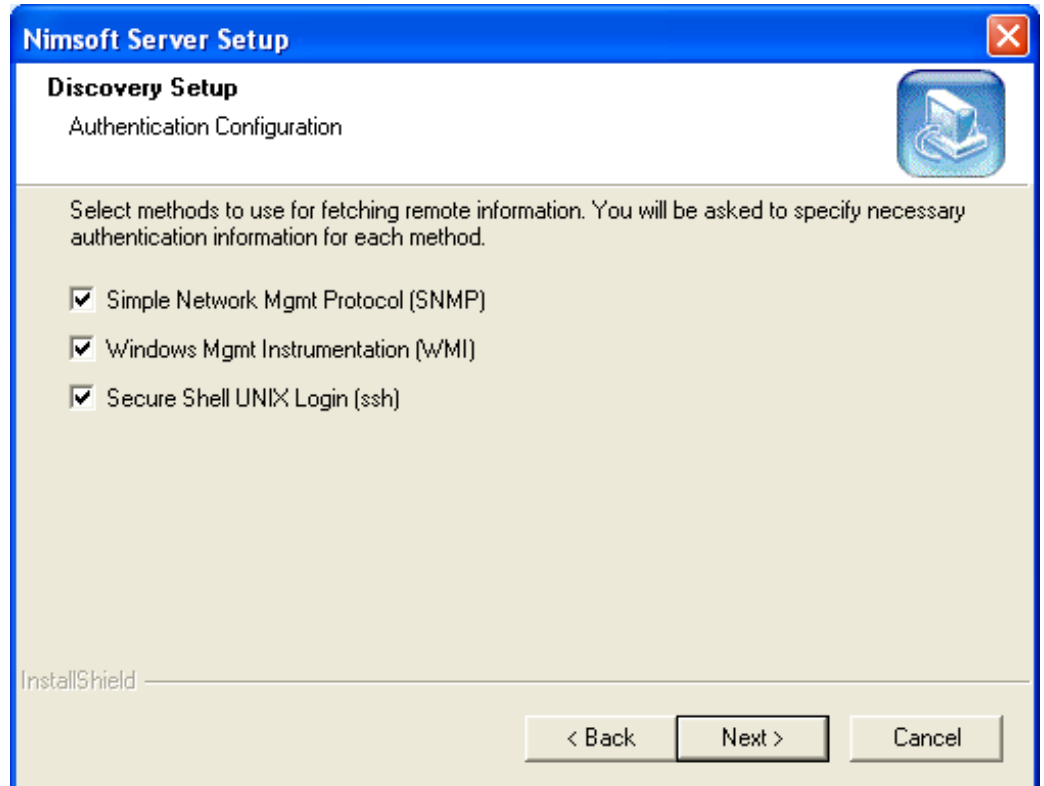 Nimsoft Server Setup
Discovery Setup
Authentication Configuration
Select methods to use for fetching remote information. You will be asked to specify necessary
authentication information for each method.
Simple Network Mgmt Protocol (SNMP)
Windows Mgmt Instrumentation (WMI)
Secure Shell UNIX Login (ssh)
InstallShield
< Back Next > Cancel